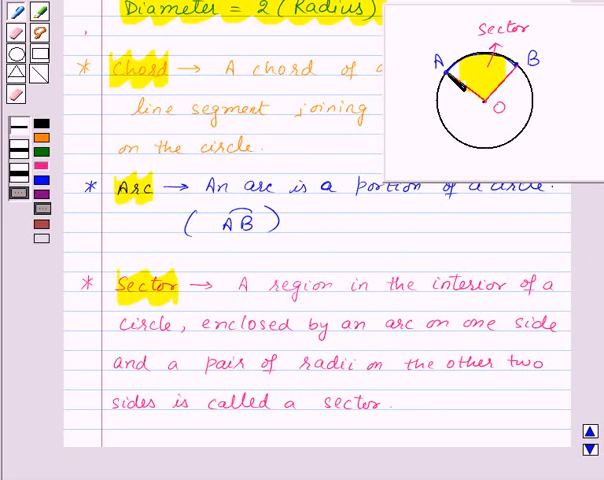 Diameter = 2 (Radius)
* Chord → A chord of a
line segment joining
on the circle.
* Arc → An arc is a portion of a circle.
( AB )
* Sector → A region in the interior of a
circle, enclosed by an arc on one side
and a pair of radii on the other two
sides is called a sector.
Sector
A
B
O